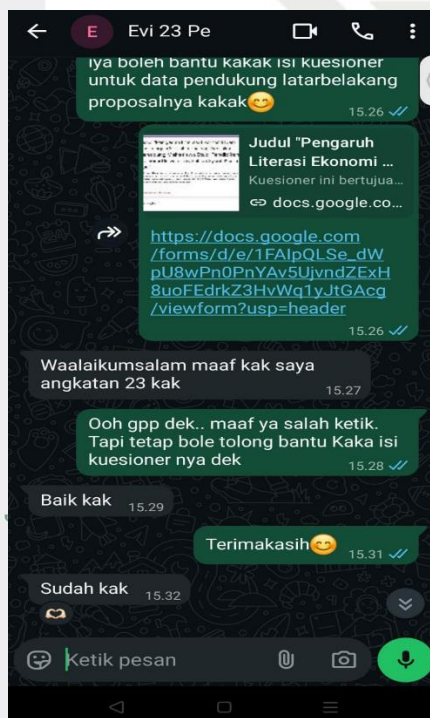 E Evi 23 Pe
iya boleh bantu kakak isi kuesioner
untuk data pendukung latarbelakang
proposalnya kakak😊
15.26
Judul "Pengaruh
Literasi Ekonomi ...
Kuesioner ini bertujua...
docs.google.co...
https://docs.google.com
/forms/d/e/1FAIpQLSe_dW
pU8wPn0PnYAv5UjvndZExH
8uoFEdrkZ3HvWq1yJtGAcg
/viewform?usp=header
15.26
Waalaikumsalam maaf kak saya
angkatan 23 kak
15.27
Ooh gpp dek.. maaf ya salah ketik.
Tapi tetap bole tolong bantu Kaka isi
kuesioner nya dek
15.28
Baik kak 15.29
Terimakasih😊 15.31
Sudah kak 15.32
🫶🏻
Ketik pesan